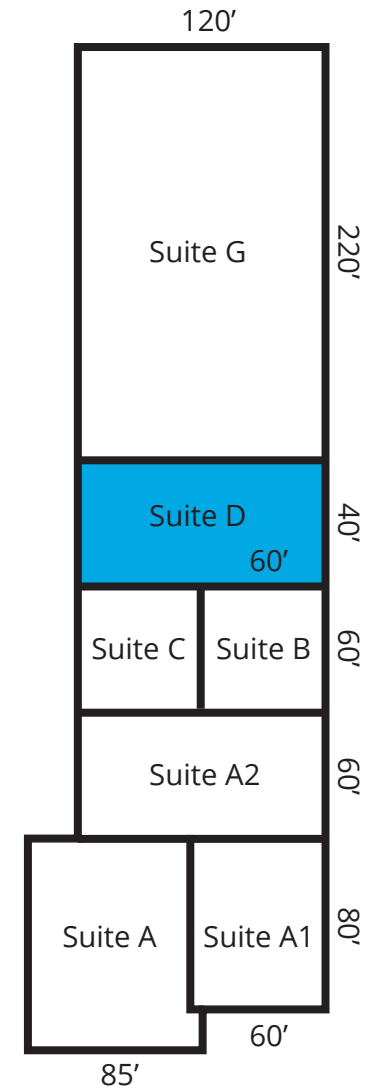 120’
Suite G
220’
Suite D
40’
60’
Suite C
Suite B
60’
Suite A2
60’
Suite A
Suite A1
80’
60’
85’